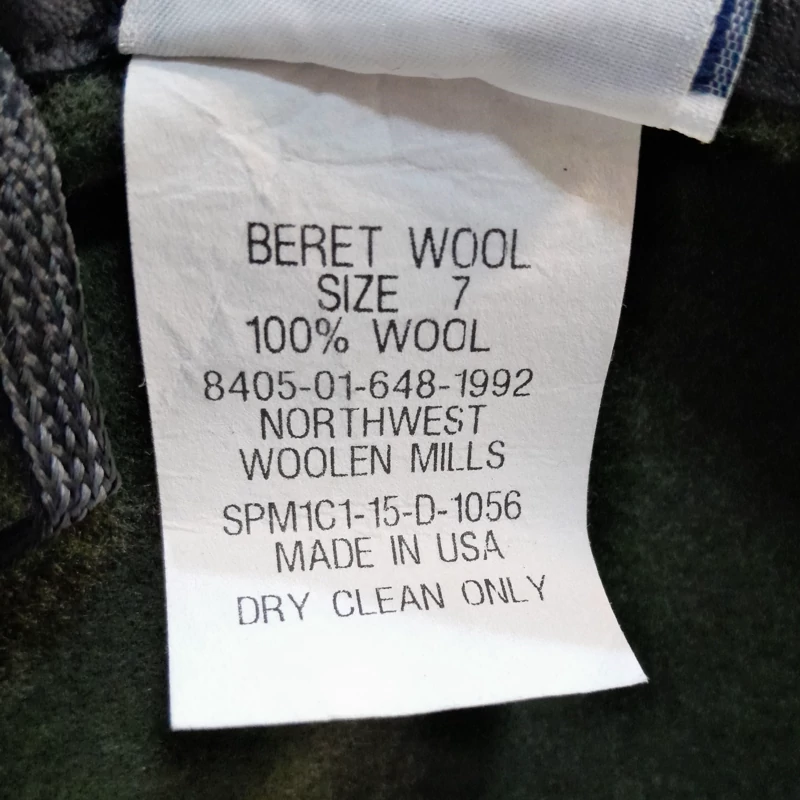 BERET WOOL
SIZE 7
100% WOOL
8405-01-648-1992
NORTHWEST
WOOLEN MILLS
SPM1C1-15-D-1056
MADE IN USA
DRY CLEAN ONLY